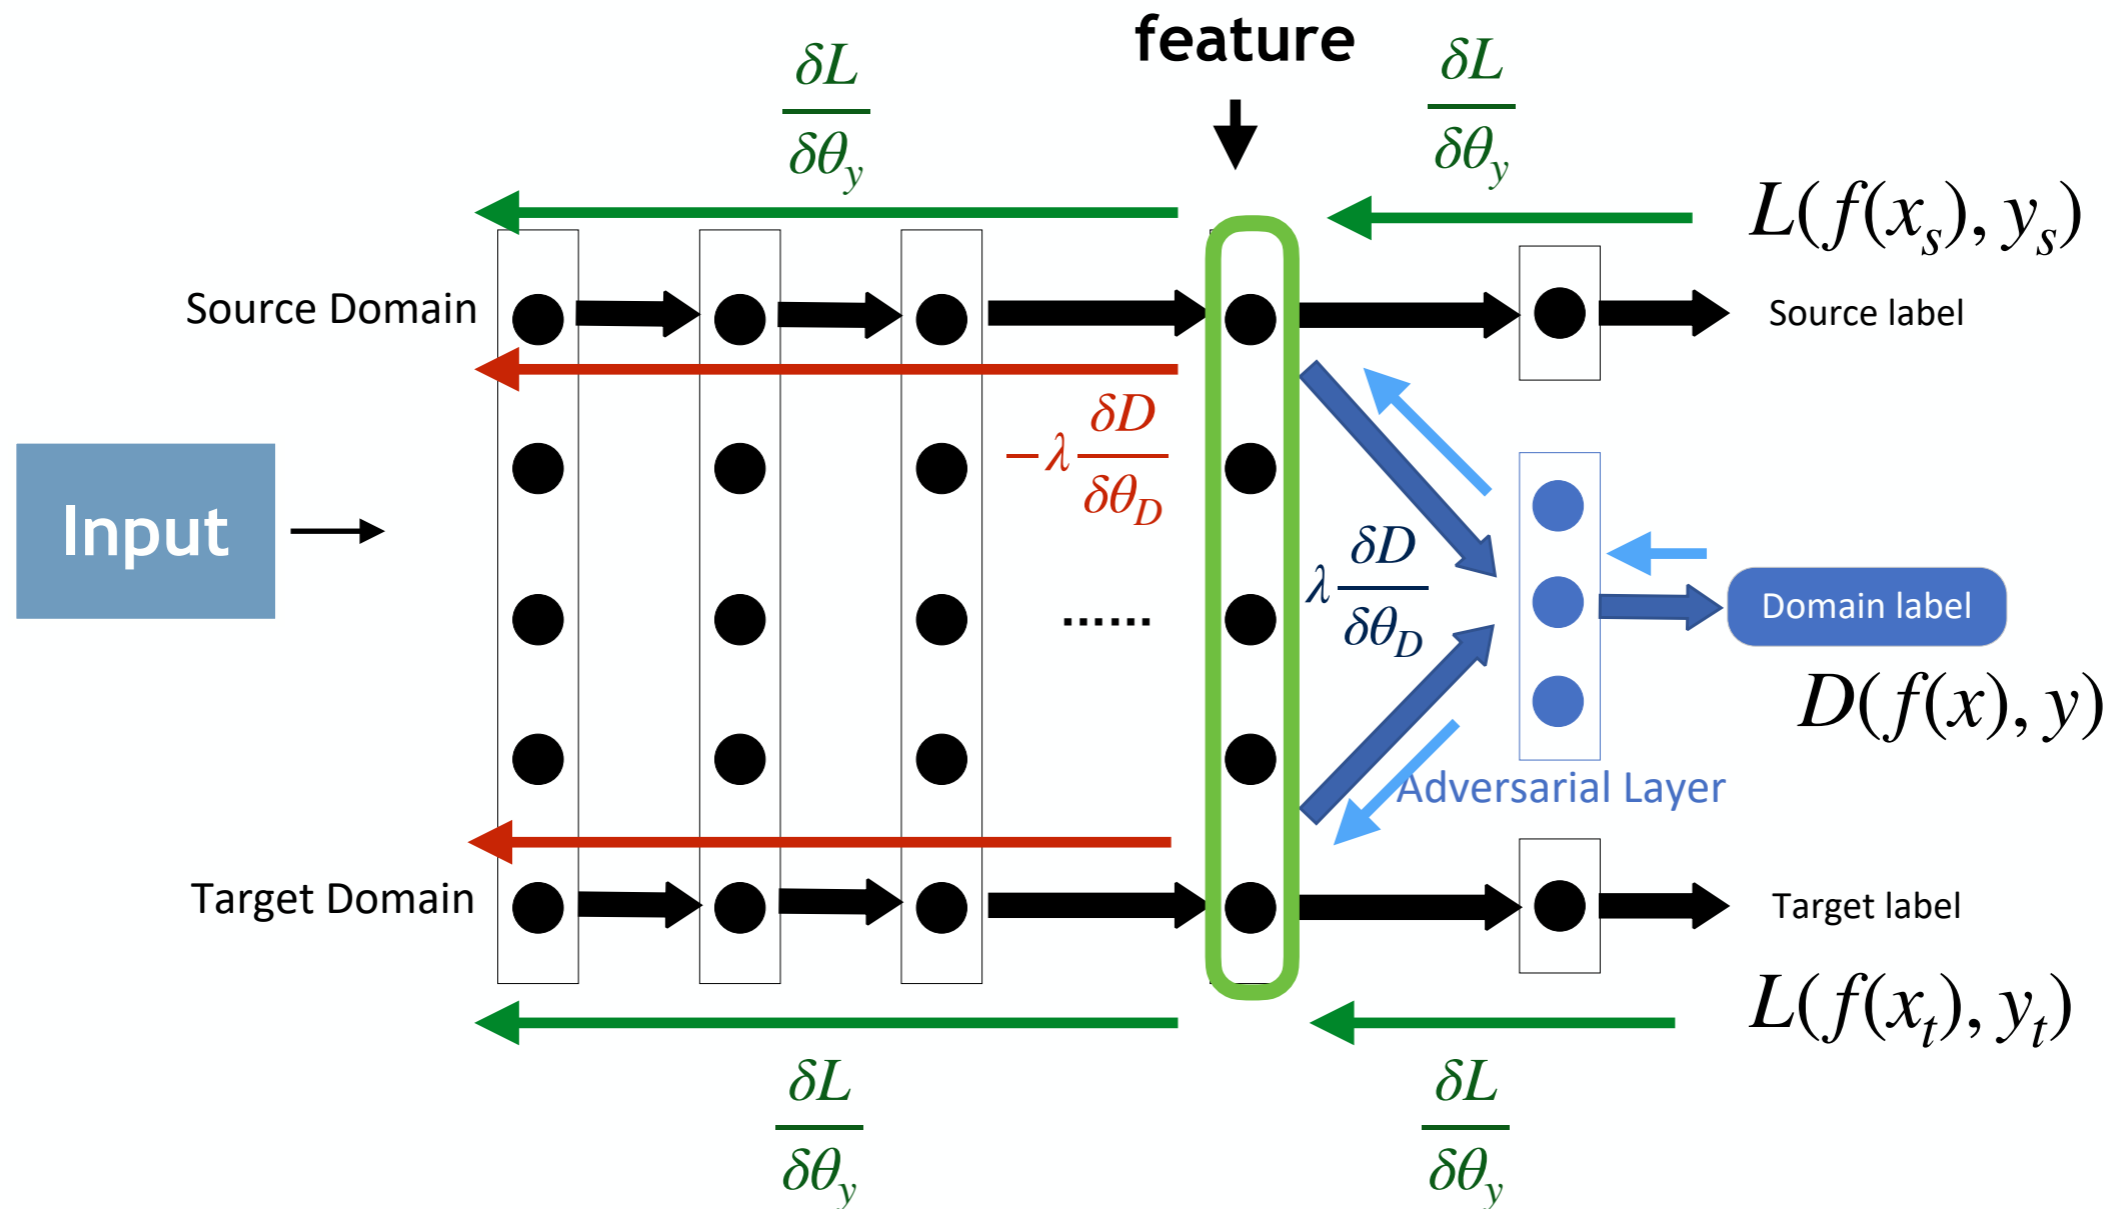 feature
δL
δθy
δL
δθy
L(f(xs), ys)
Source Domain
Source label
−λ δD
δθD
Input
λ δD
δθD
......
Domain label
D(f(x), y)
Adversarial Layer
Target Domain
Target label
L(f(xt), yt)
δL
δθy
δL
δθy